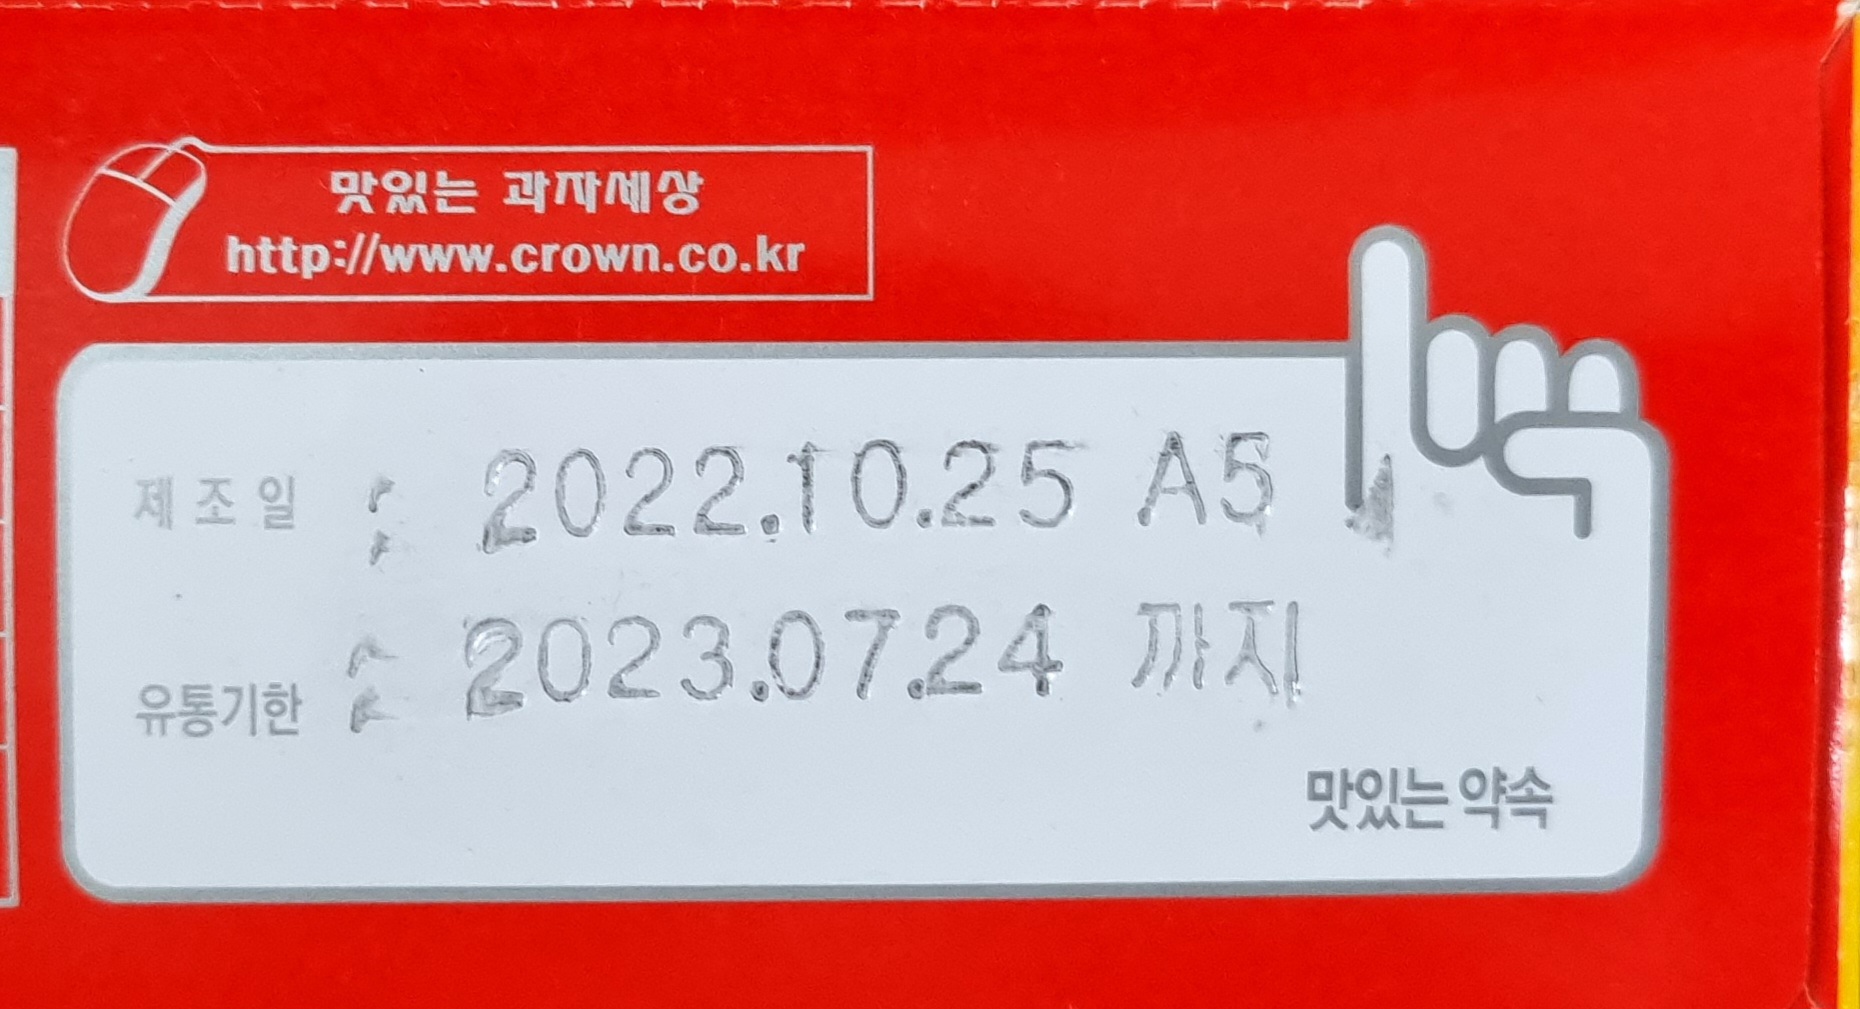 맛있는 과자세상
http://www.crown.co.kr
제조일 : 2022.10.25 A5
유통기한 : 2023.07.24 까지
맛있는 약속